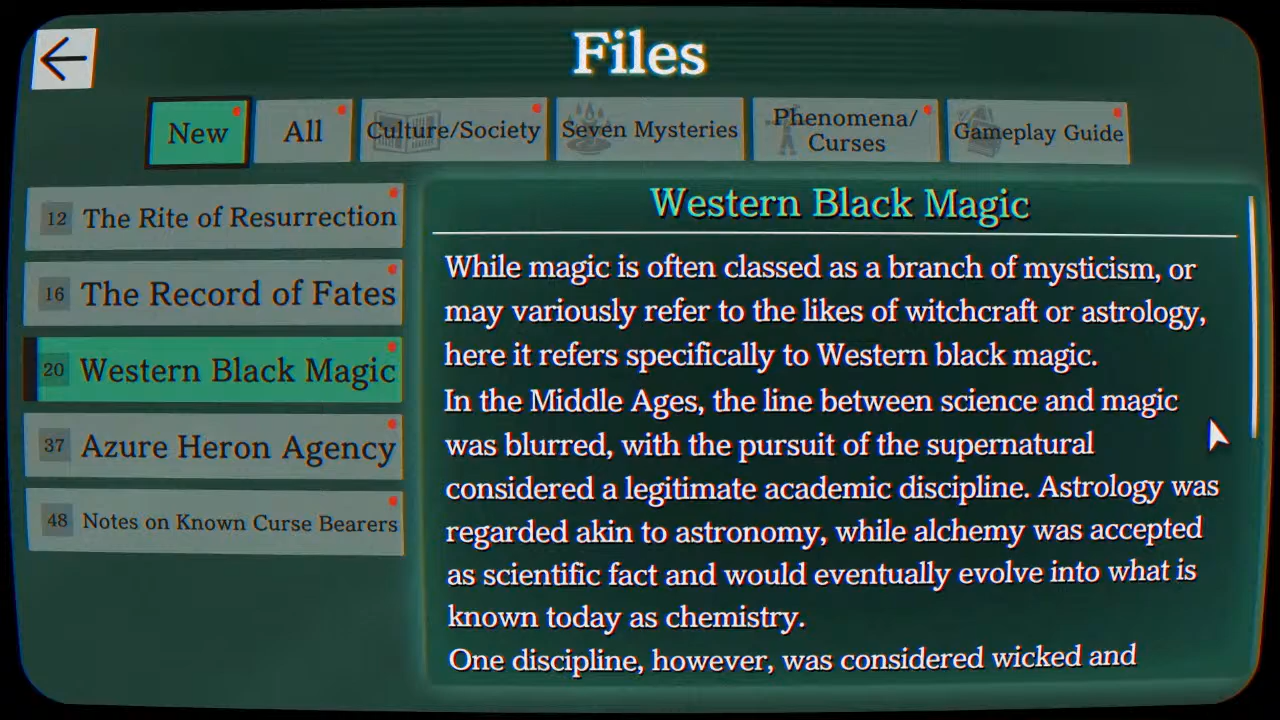 Files
New
All
Culture/Society
Seven Mysteries
Phenomena/
Curses
Gameplay Guide
12 The Rite of Resurrection
16 The Record of Fates
20 Western Black Magic
37 Azure Heron Agency
48 Notes on Known Curse Bearers
Western Black Magic
While magic is often classed as a branch of mysticism, or
may variously refer to the likes of witchcraft or astrology,
here it refers specifically to Western black magic.
In the Middle Ages, the line between science and magic
was blurred, with the pursuit of the supernatural
considered a legitimate academic discipline. Astrology was
regarded akin to astronomy, while alchemy was accepted
as scientific fact and would eventually evolve into what is
known today as chemistry.
One discipline, however, was considered wicked and